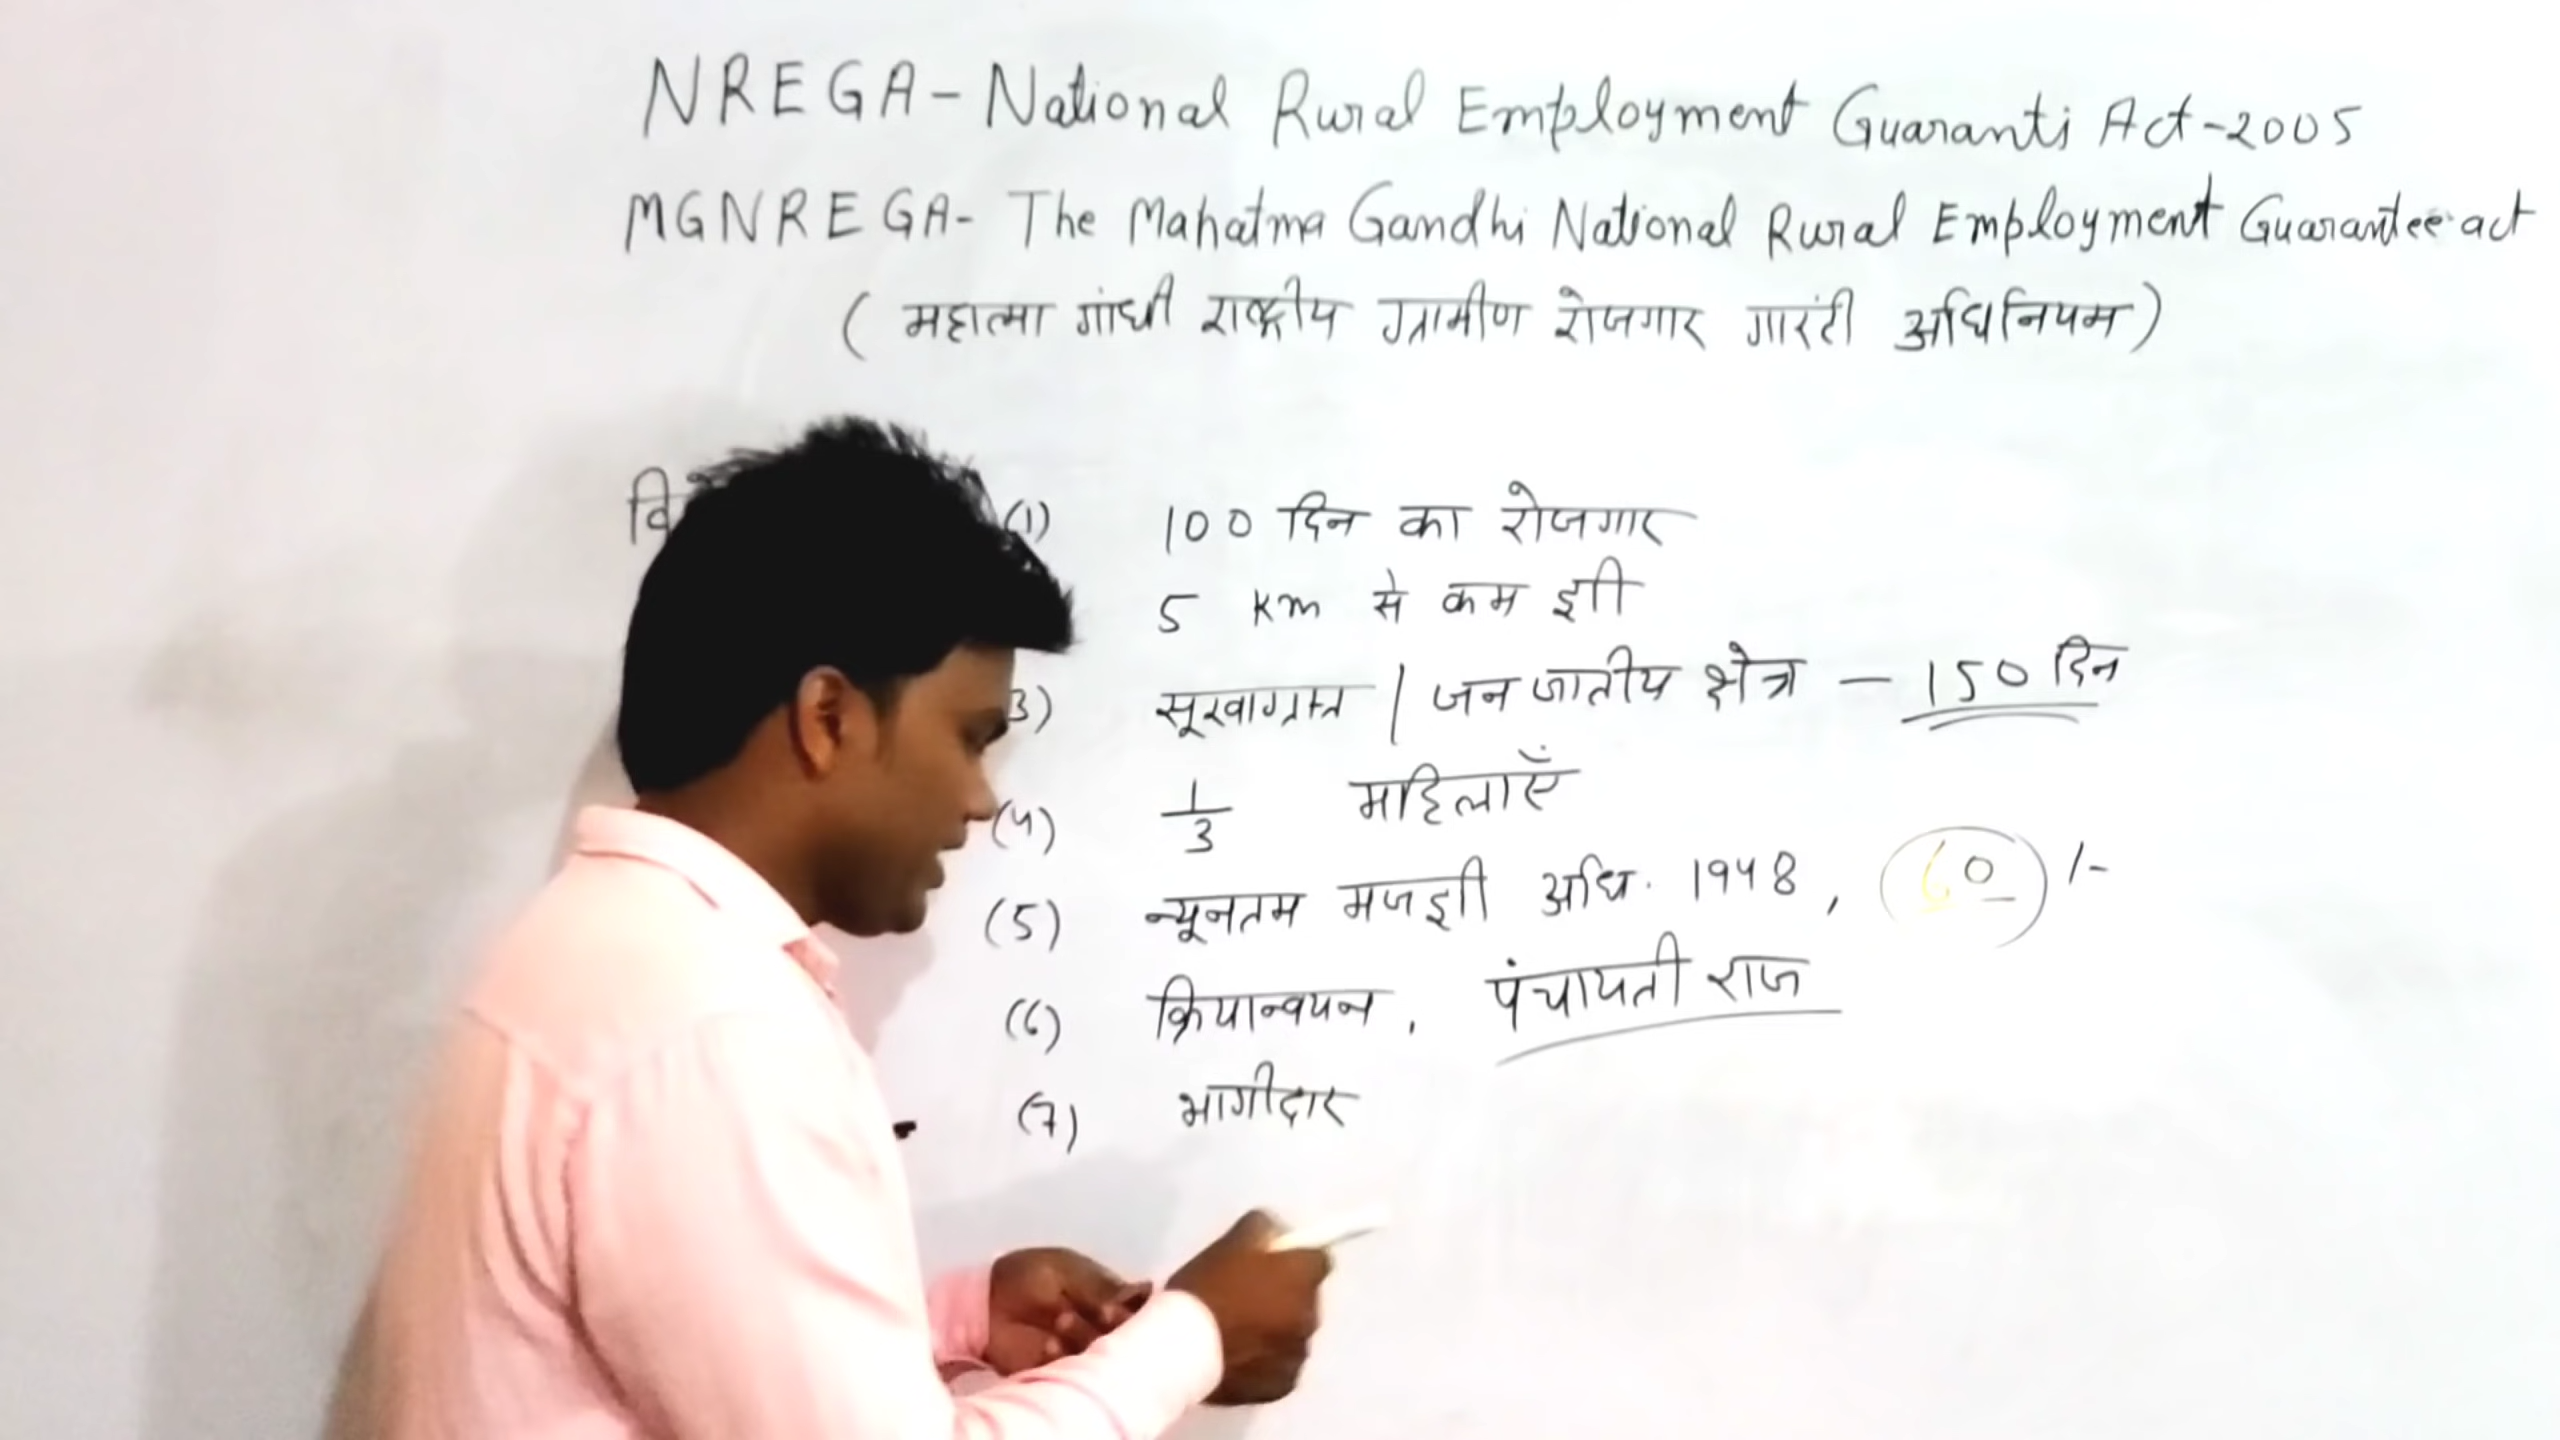 NREGA - National Rural Employment Guaranti Act-2005
MGNREGA- The Mahatma Gandhi National Rural Employment Guarantee act
( महात्मा गांधी राष्ट्रीय ग्रामीण रोजगार गारंटी अधिनियम )
(1) 100 दिन का रोजगार
5 Km से कम दूरी
3) सूखाग्रस्त / जन जातीय क्षेत्र – 150 दिन
(4) 1/3 महिलाएँ
(5) न्यूनतम मजदूरी अधि. 1948 , 60 /-
(6) क्रियान्वयन , पंचायती राज
(7) भागीदार